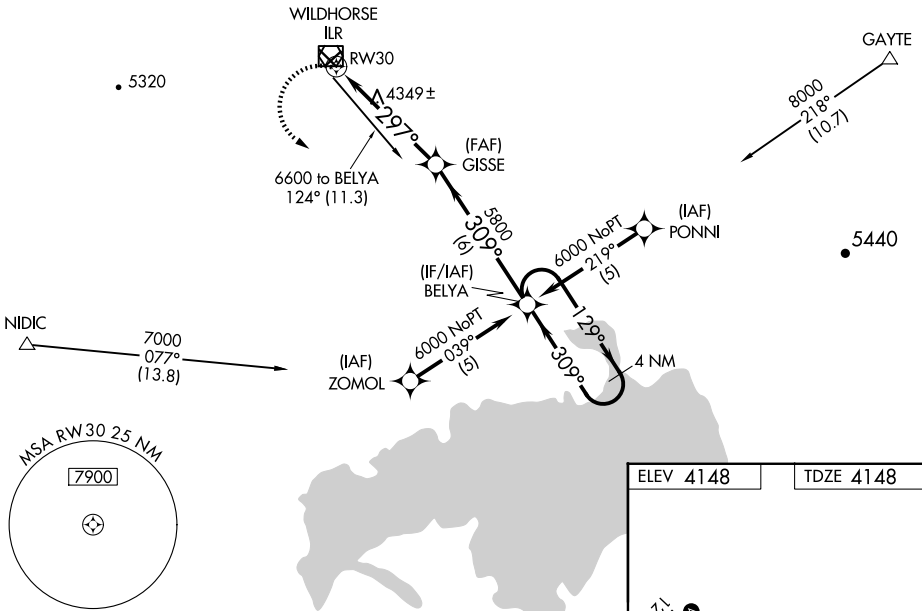 WILDHORSE
ILR
RW30
5320
4349±
297°
GAYTE
8000
218°
(10.7)
(FAF)
GISSE
6600 to BELYA
124° (11.3)
5800
309°
(6)
(IAF)
PONNI
6000 NoPT
219°
(5)
5440
(IF/IAF)
BELYA
NIDIC
7000
077°
(13.8)
6000 NoPT
039°
(5)
(IAF)
ZOMOL
129°
309°
4 NM
MSA RW30 25 NM
7900
ELEV 4148
TDZE 4148
12